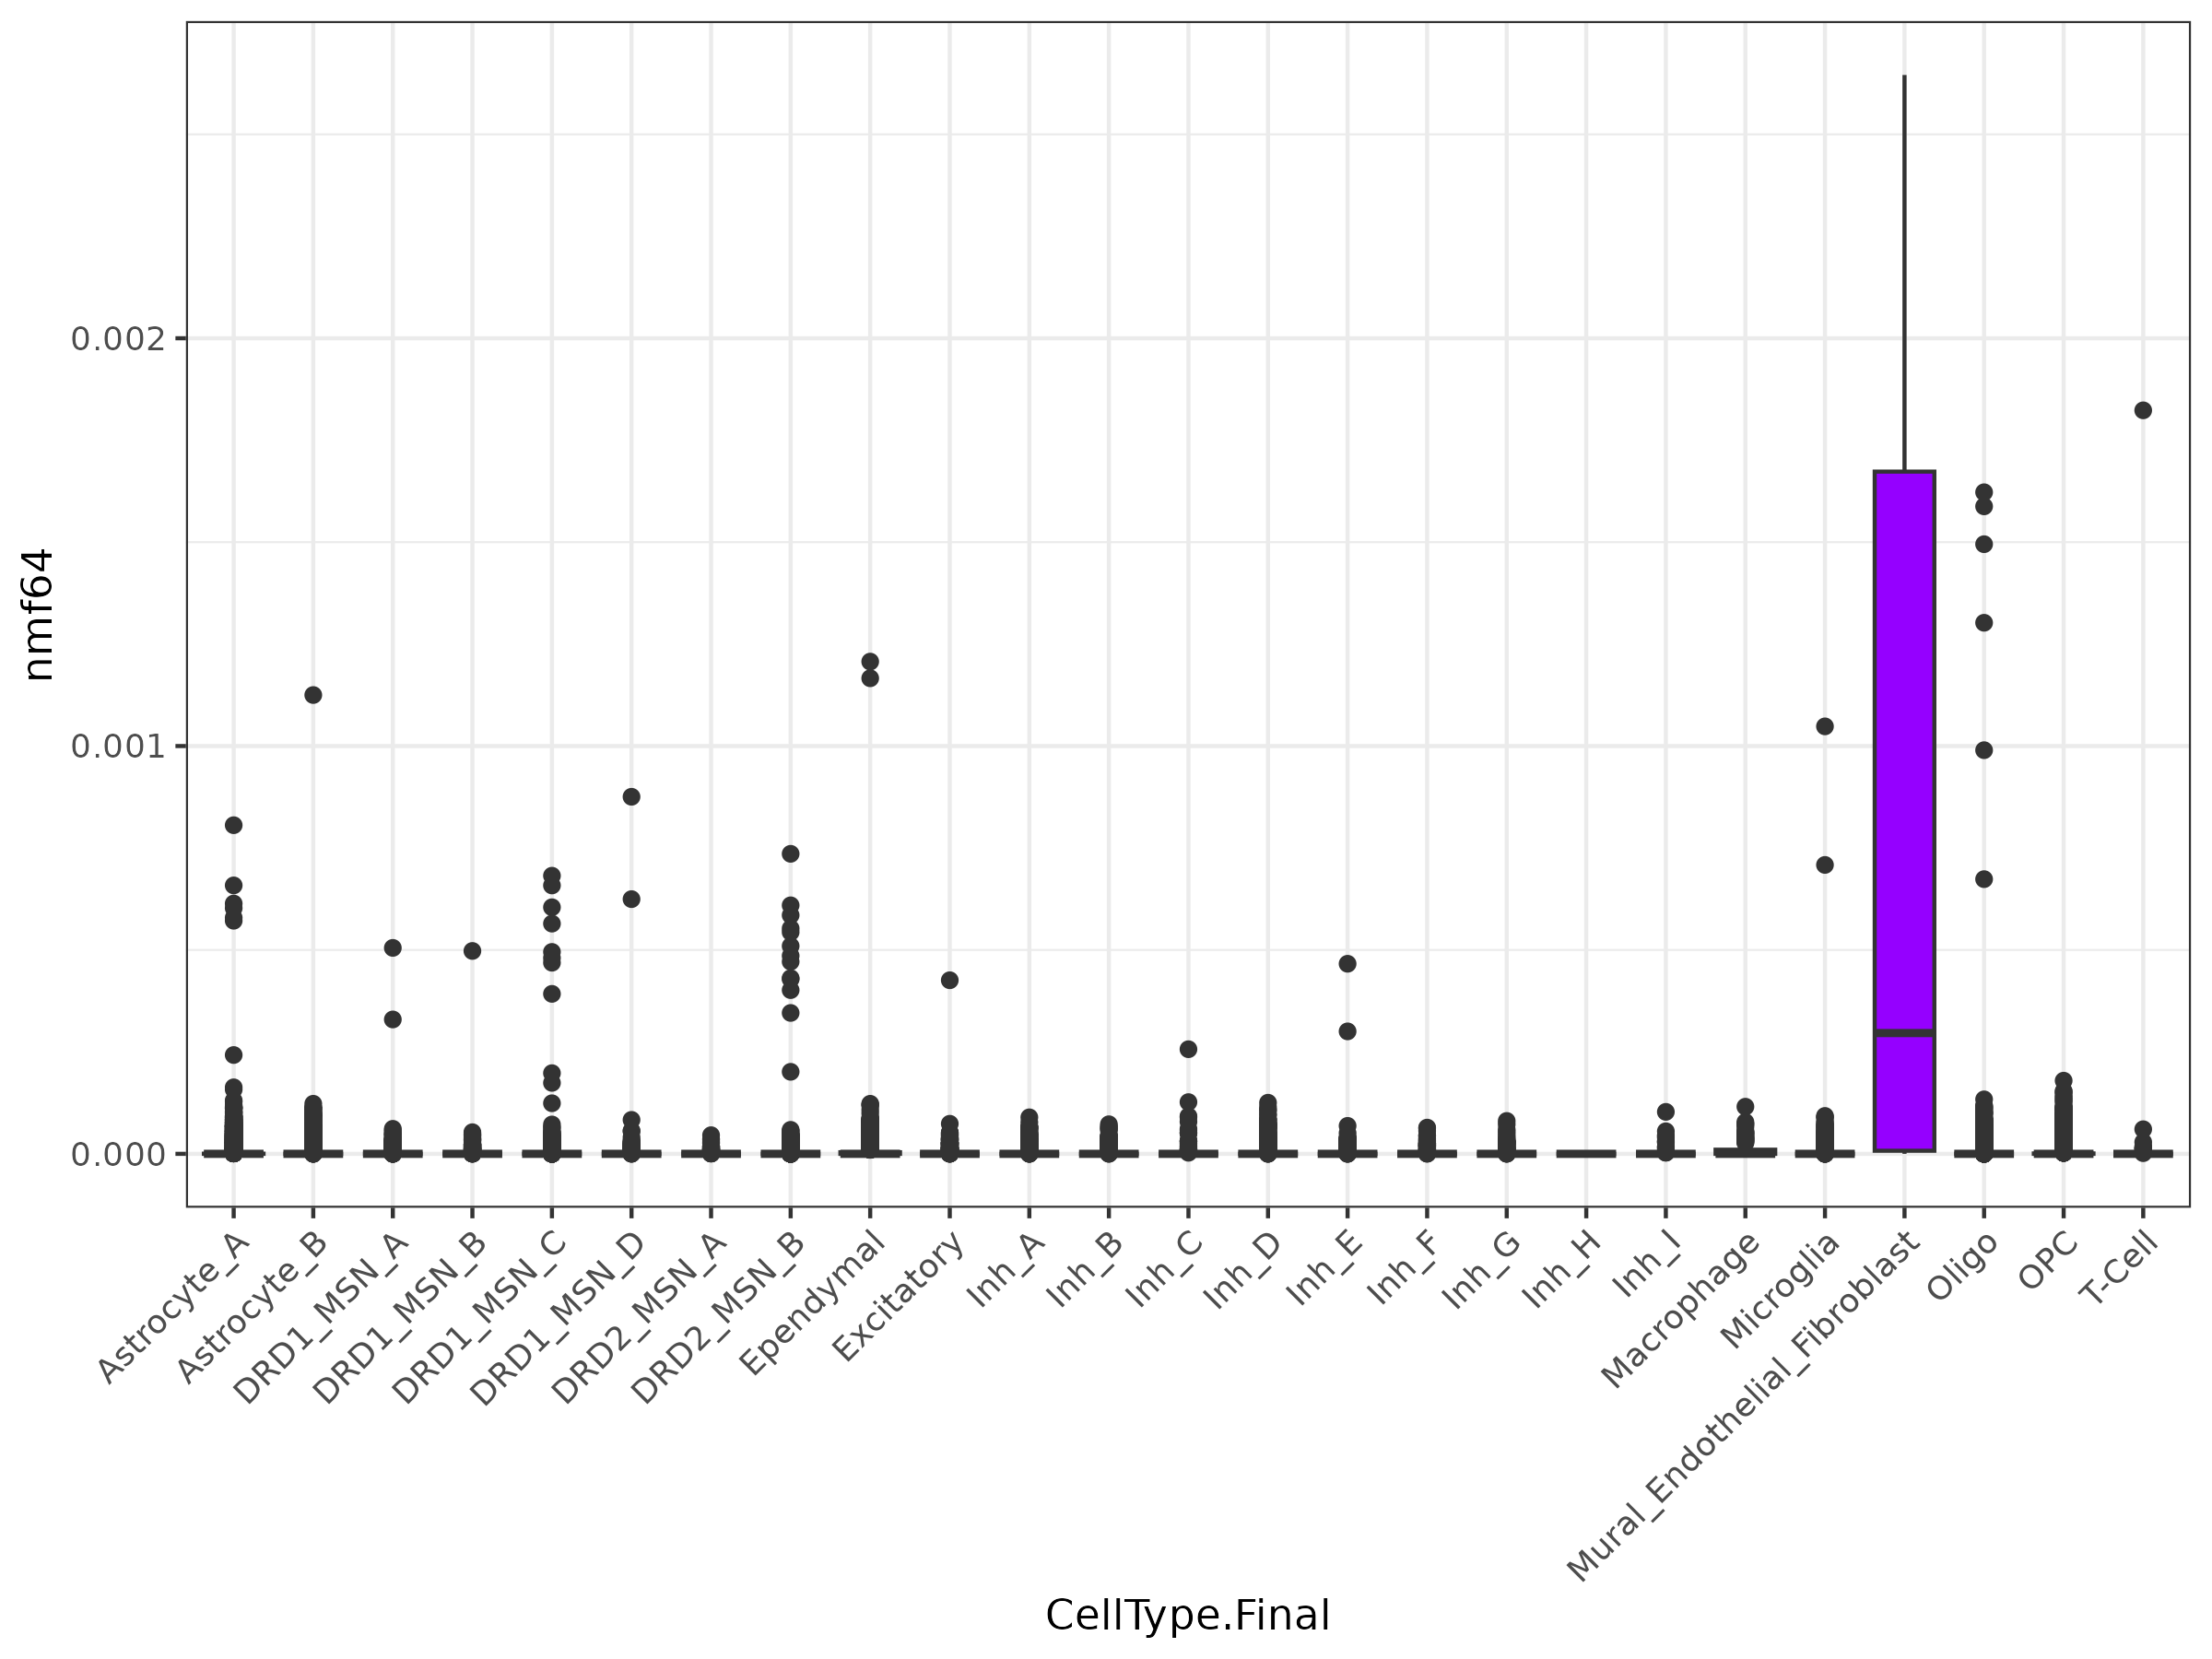 nmf64
0.002
0.001
0.000
Astrocyte_A
Astrocyte_B
DRD1_MSN_A
DRD1_MSN_B
DRD1_MSN_C
DRD1_MSN_D
DRD2_MSN_A
DRD2_MSN_B
Ependymal
Excitatory
Inh_A
Inh_B
Inh_C
Inh_D
Inh_E
Inh_F
Inh_G
Inh_H
Inh_I
Macrophage
Microglia
Mural_Endothelial_Fibroblast
Oligo
OPC
T-Cell
CellType.Final